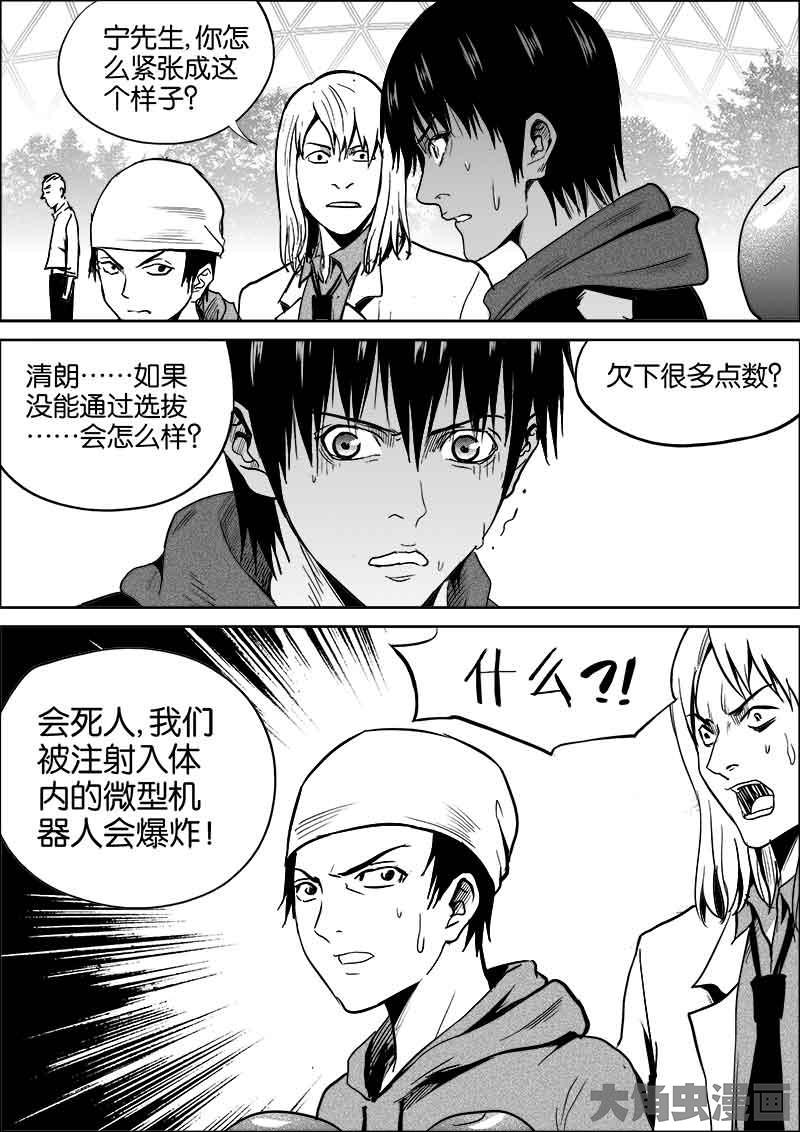 宁先生,你怎
么紧张成这
个样子?
清朗……如果
没能通过选拔
……会怎么样?
欠下很多点数?
什么?!
会死人,我们
被注射入体
内的微型机
器人会爆炸!
大角虫漫画